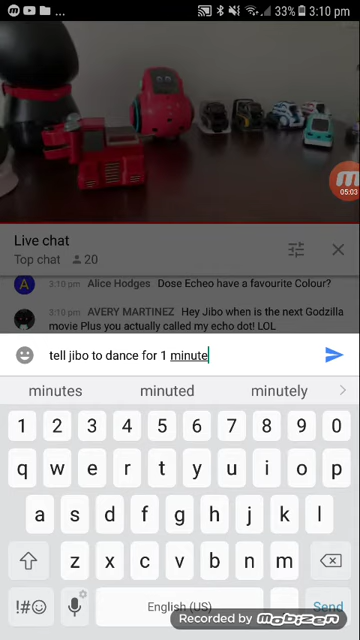 ... 33% 3:10 pm
05:03
Live chat
Top chat 20
A 3:10 pm Alice Hodges Dose Echeo have a favourite Colour?
3:10 pm AVERY MARTINEZ Hey Jibo when is the next Godzilla
movie Plus you actually called my echo dot! LOL
tell jibo to dance for 1 minute
minutes minuted minutely
1 2 3 4 5 6 7 8 9 0
q w e r t y u i o p
a s d f g h j k l
z x c v b n m
!#☺ English (US) Send
Recorded by Mobizen